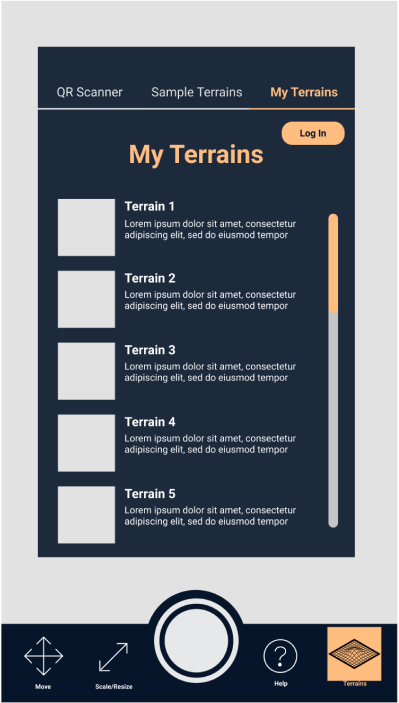 QR Scanner Sample Terrains My Terrains
Log In
My Terrains
Terrain 1
Lorem ipsum dolor sit amet, consectetur
adipiscing elit, sed do eiusmod tempor
Terrain 2
Lorem ipsum dolor sit amet, consectetur
adipiscing elit, sed do eiusmod tempor
Terrain 3
Lorem ipsum dolor sit amet, consectetur
adipiscing elit, sed do eiusmod tempor
Terrain 4
Lorem ipsum dolor sit amet, consectetur
adipiscing elit, sed do eiusmod tempor
Terrain 5
Lorem ipsum dolor sit amet, consectetur
adipiscing elit, sed do eiusmod tempor
?
Move Scale/Resize Help Terrains